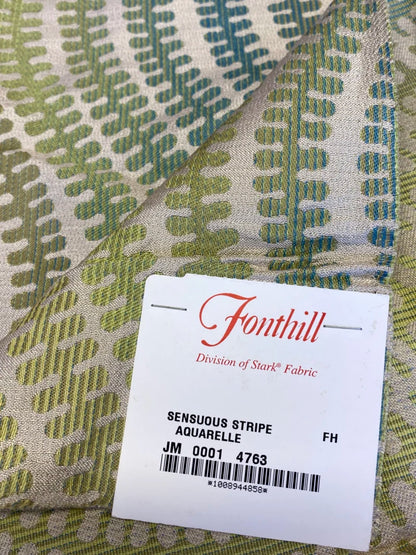 Fonthill
Division of Stark® Fabric
SENSUOUS STRIPE
AQUARELLE FH
JM 0001 4763
*1008944858*